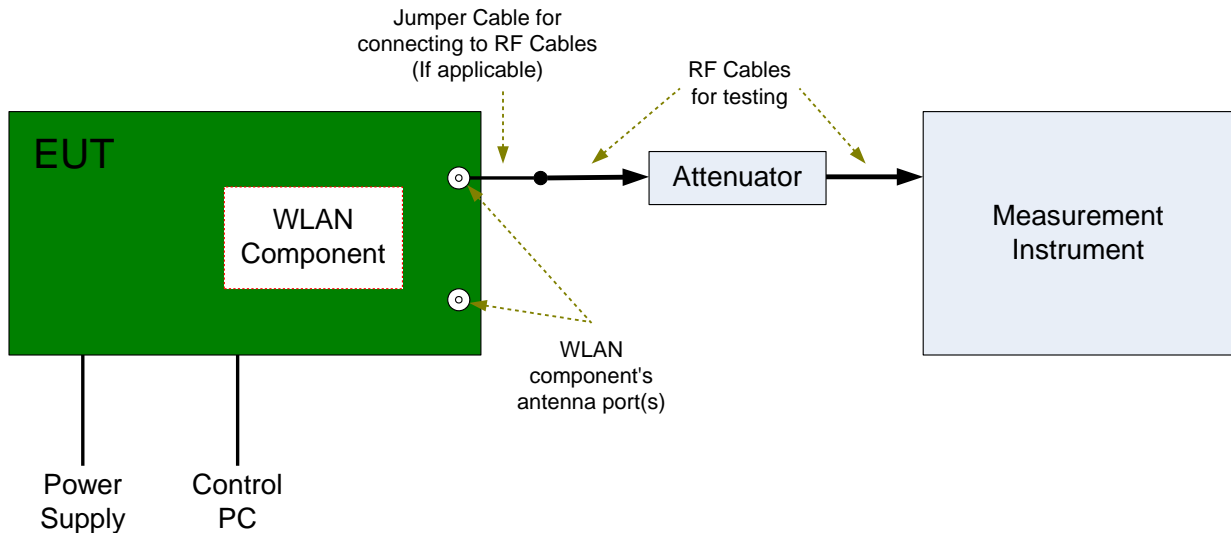 Jumper Cable for
connecting to RF Cables
(If applicable)
RF Cables
for testing
EUT
WLAN
Component
Attenuator
Measurement
Instrument
WLAN
component's
antenna port(s)
Power
Supply
Control
PC